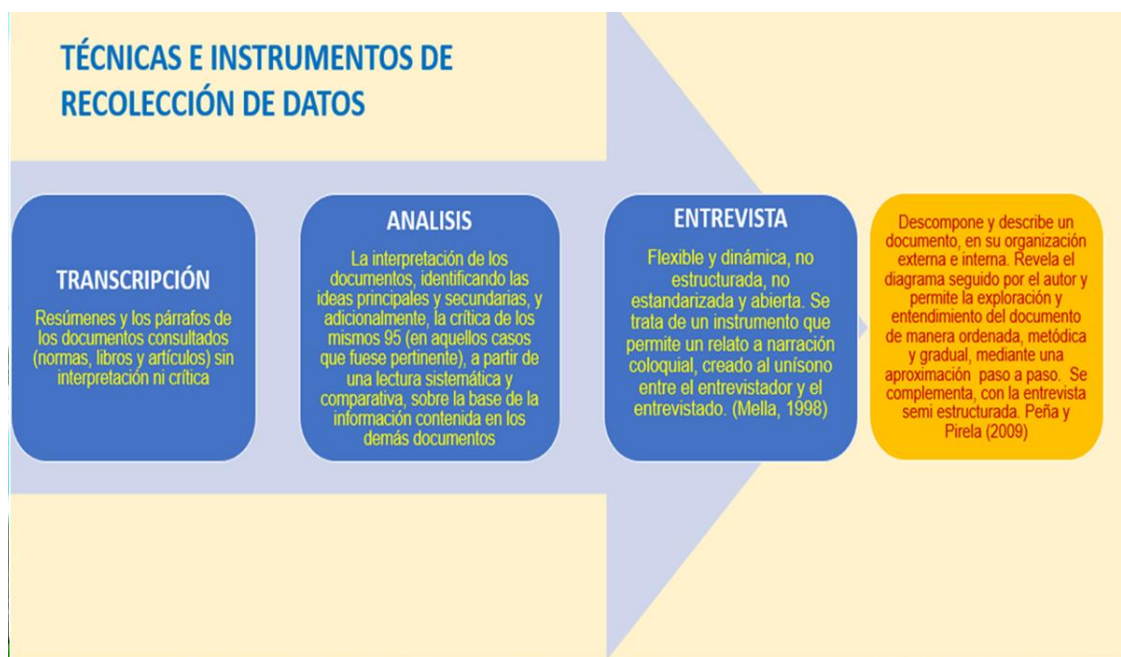 TÉCNICAS E INSTRUMENTOS DE
RECOLECCIÓN DE DATOS
TRANSCRIPCIÓN
Resúmenes y los párrafos de
los documentos consultados
(normas, libros y artículos) sin
interpretación ni crítica
ANALISIS
La interpretación de los
documentos, identificando las
ideas principales y secundarias, y
adicionalmente, la crítica de los
mismos 95 (en aquellos casos
que fuese pertinente), a partir de
una lectura sistemática y
comparativa, sobre la base de la
información contenida en los
demás documentos
ENTREVISTA
Flexible y dinámica, no
estructurada, no
estandarizada y abierta. Se
trata de un instrumento que
permite un relato a narración
coloquial, creado al unísono
entre el entrevistador y el
entrevistado. (Mella, 1998)
Descompone y describe un
documento, en su organización
externa e interna. Revela el
diagrama seguido por el autor y
permite la exploración y
entendimiento del documento
de manera ordenada, metódica
y gradual, mediante una
aproximación paso a paso. Se
complementa, con la entrevista
semi estructurada. Peña y
Pirela (2009)